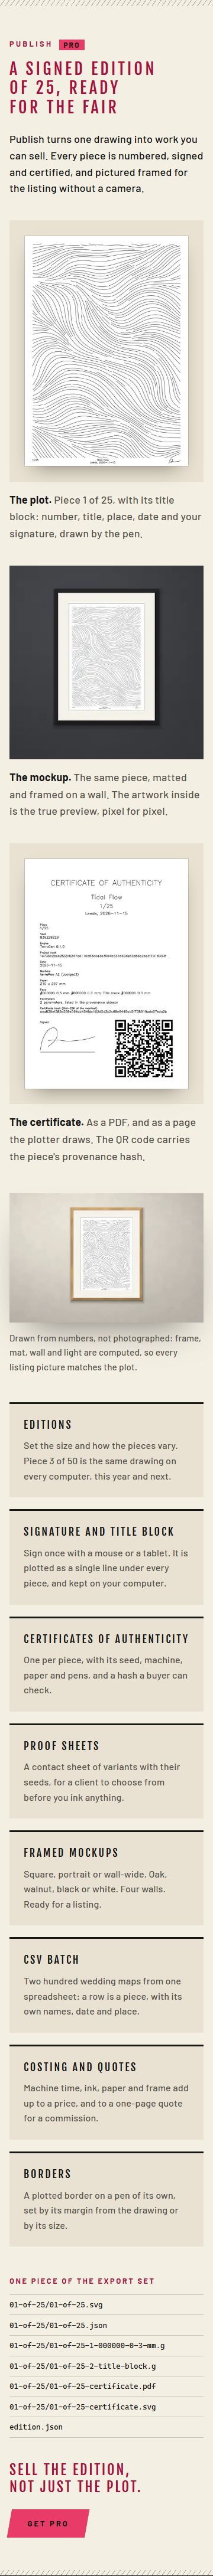 PUBLISH PRO
A SIGNED EDITION
OF 25, READY
FOR THE FAIR
Publish turns one drawing into work you
can sell. Every piece is numbered, signed
and certified, and pictured framed for
the listing without a camera.
The plot. Piece 1 of 25, with its title
block: number, title, place, date and your
signature, drawn by the pen.
The mockup. The same piece, matted
and framed on a wall. The artwork inside
is the true preview, pixel for pixel.
CERTIFICATE OF AUTHENTICITY
Tidal Flow
1/25
Leeds, 2026-11-15
Piece
1/25
Seed
Engine
Machine
Paper
Parameters
Signed
The certificate. As a PDF, and as a page
the plotter draws. The QR code carries
the piece's provenance hash.
Drawn from numbers, not photographed: frame,
mat, wall and light are computed, so every
listing picture matches the plot.
EDITIONS
Set the size and how the pieces vary.
Piece 3 of 50 is the same drawing on
every computer, this year and next.
SIGNATURE AND TITLE BLOCK
Sign once with a mouse or a tablet. It is
plotted as a single line under every
piece, and kept on your computer.
CERTIFICATES OF AUTHENTICITY
One per piece, with its seed, machine,
paper and pens, and a hash a buyer can
check.
PROOF SHEETS
A contact sheet of variants with their
seeds, for a client to choose from
before you ink anything.
FRAMED MOCKUPS
Square, portrait or wall-wide. Oak,
walnut, black or white. Four walls.
Ready for a listing.
CSV BATCH
Two hundred wedding maps from one
spreadsheet: a row is a piece, with its
own names, date and place.
COSTING AND QUOTES
Machine time, ink, paper and frame add
up to a price, and to a one-page quote
for a commission.
BORDERS
A plotted border on a pen of its own,
set by its margin from the drawing or
by its size.
ONE PIECE OF THE EXPORT SET
01-of-25/01-of-25.svg
01-of-25/01-of-25.json
01-of-25/01-of-25-1-000000-0-3-mm.g
01-of-25/01-of-25-2-title-block.g
01-of-25/01-of-25-certificate.pdf
01-of-25/01-of-25-certificate.svg
edition.json
SELL THE EDITION,
NOT JUST THE PLOT.
GET PRO